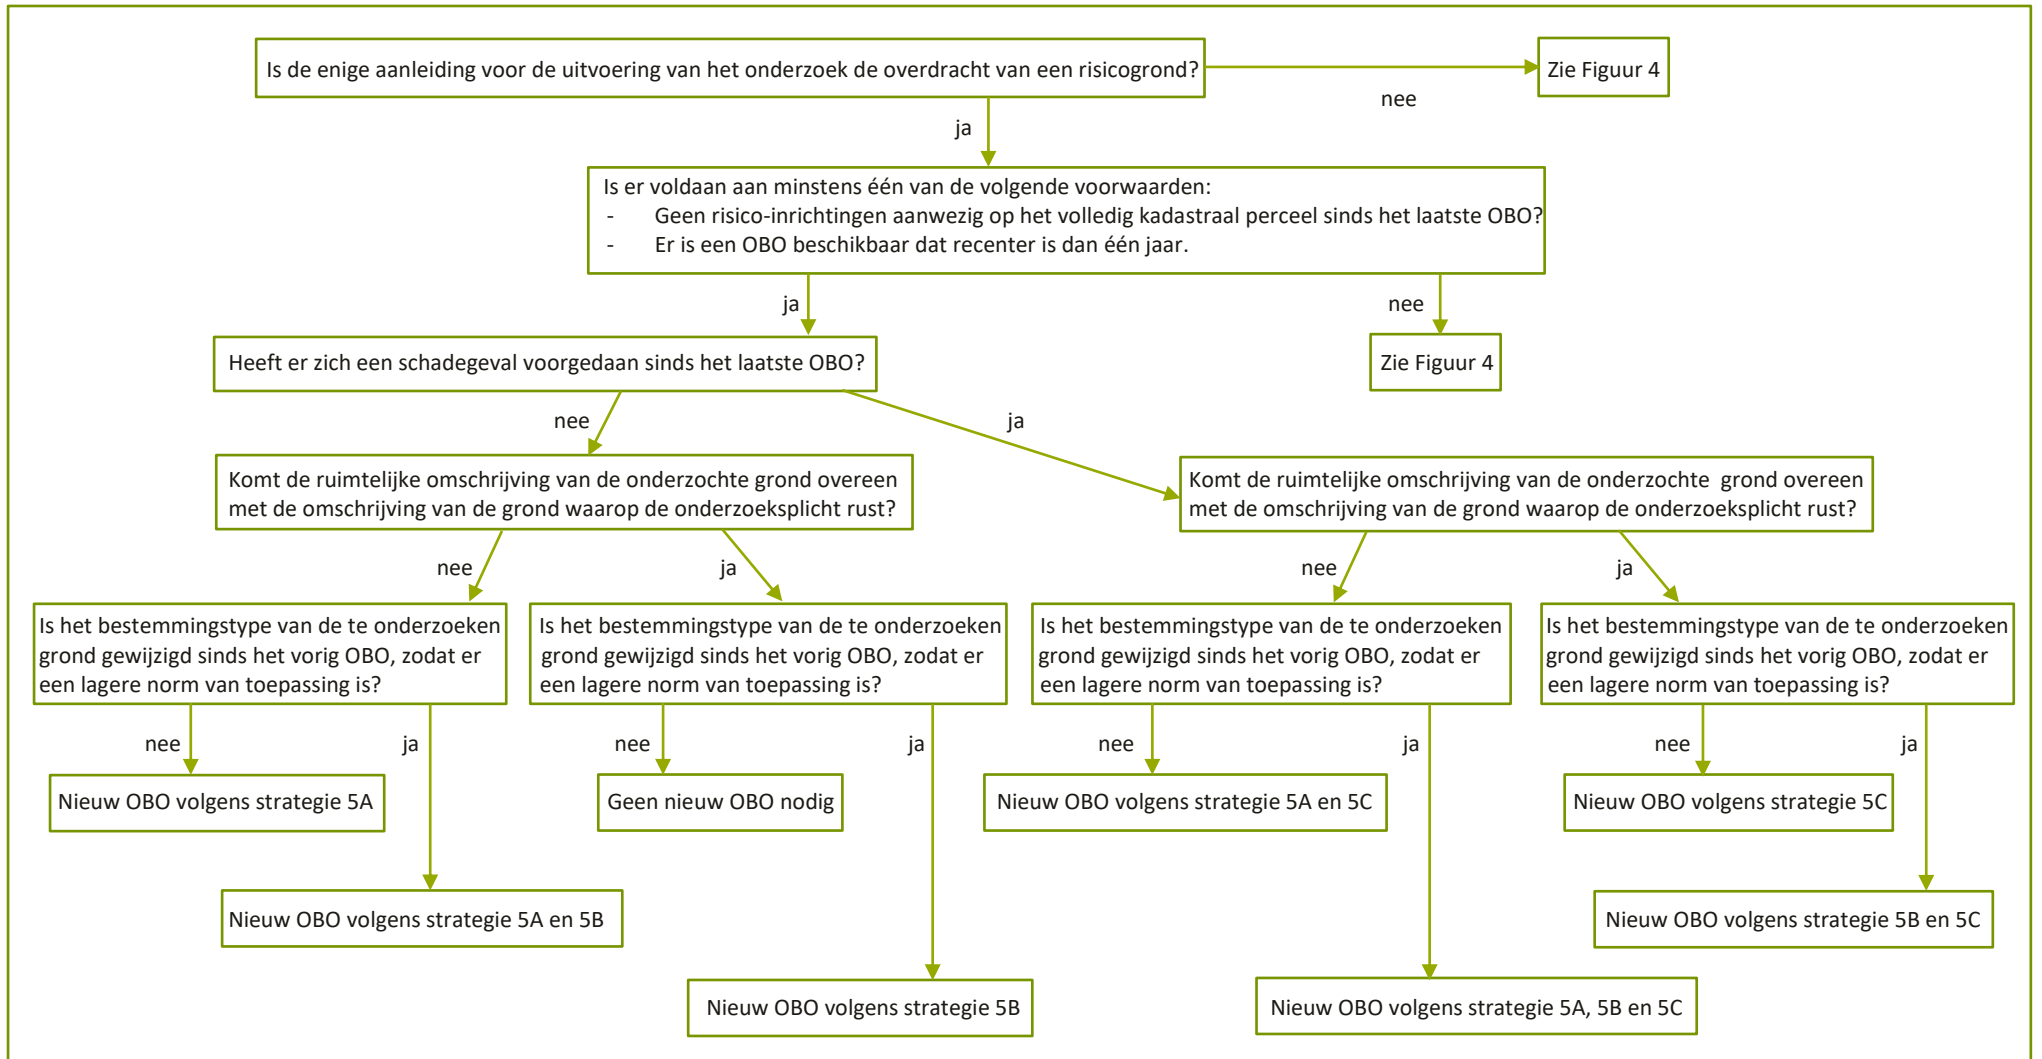 Is de enige aanleiding voor de uitvoering van het onderzoek de overdracht van een risicogrond?
Zie Figuur 4
nee
ja
Is er voldaan aan minstens één van de volgende voorwaarden:
- Geen risico-inrichtingen aanwezig op het volledig kadastraal perceel sinds het laatste OBO?
- Er is een OBO beschikbaar dat recenter is dan één jaar.
ja
nee
Heeft er zich een schadegeval voorgedaan sinds het laatste OBO?
Zie Figuur 4
nee
ja
Komt de ruimtelijke omschrijving van de onderzochte grond overeen
met de omschrijving van de grond waarop de onderzoeksplicht rust?
Komt de ruimtelijke omschrijving van de onderzochte grond overeen
met de omschrijving van de grond waarop de onderzoeksplicht rust?
nee
ja
nee
ja
Is het bestemmingstype van de te onderzoeken
grond gewijzigd sinds het vorig OBO, zodat er
een lagere norm van toepassing is?
Is het bestemmingstype van de te onderzoeken
grond gewijzigd sinds het vorig OBO, zodat er
een lagere norm van toepassing is?
Is het bestemmingstype van de te onderzoeken
grond gewijzigd sinds het vorig OBO, zodat er
een lagere norm van toepassing is?
Is het bestemmingstype van de te onderzoeken
grond gewijzigd sinds het vorig OBO, zodat er
een lagere norm van toepassing is?
nee
ja
nee
ja
nee
ja
nee
ja
Nieuw OBO volgens strategie 5A
Geen nieuw OBO nodig
Nieuw OBO volgens strategie 5A en 5C
Nieuw OBO volgens strategie 5C
Nieuw OBO volgens strategie 5A en 5B
Nieuw OBO volgens strategie 5B en 5C
Nieuw OBO volgens strategie 5B
Nieuw OBO volgens strategie 5A, 5B en 5C